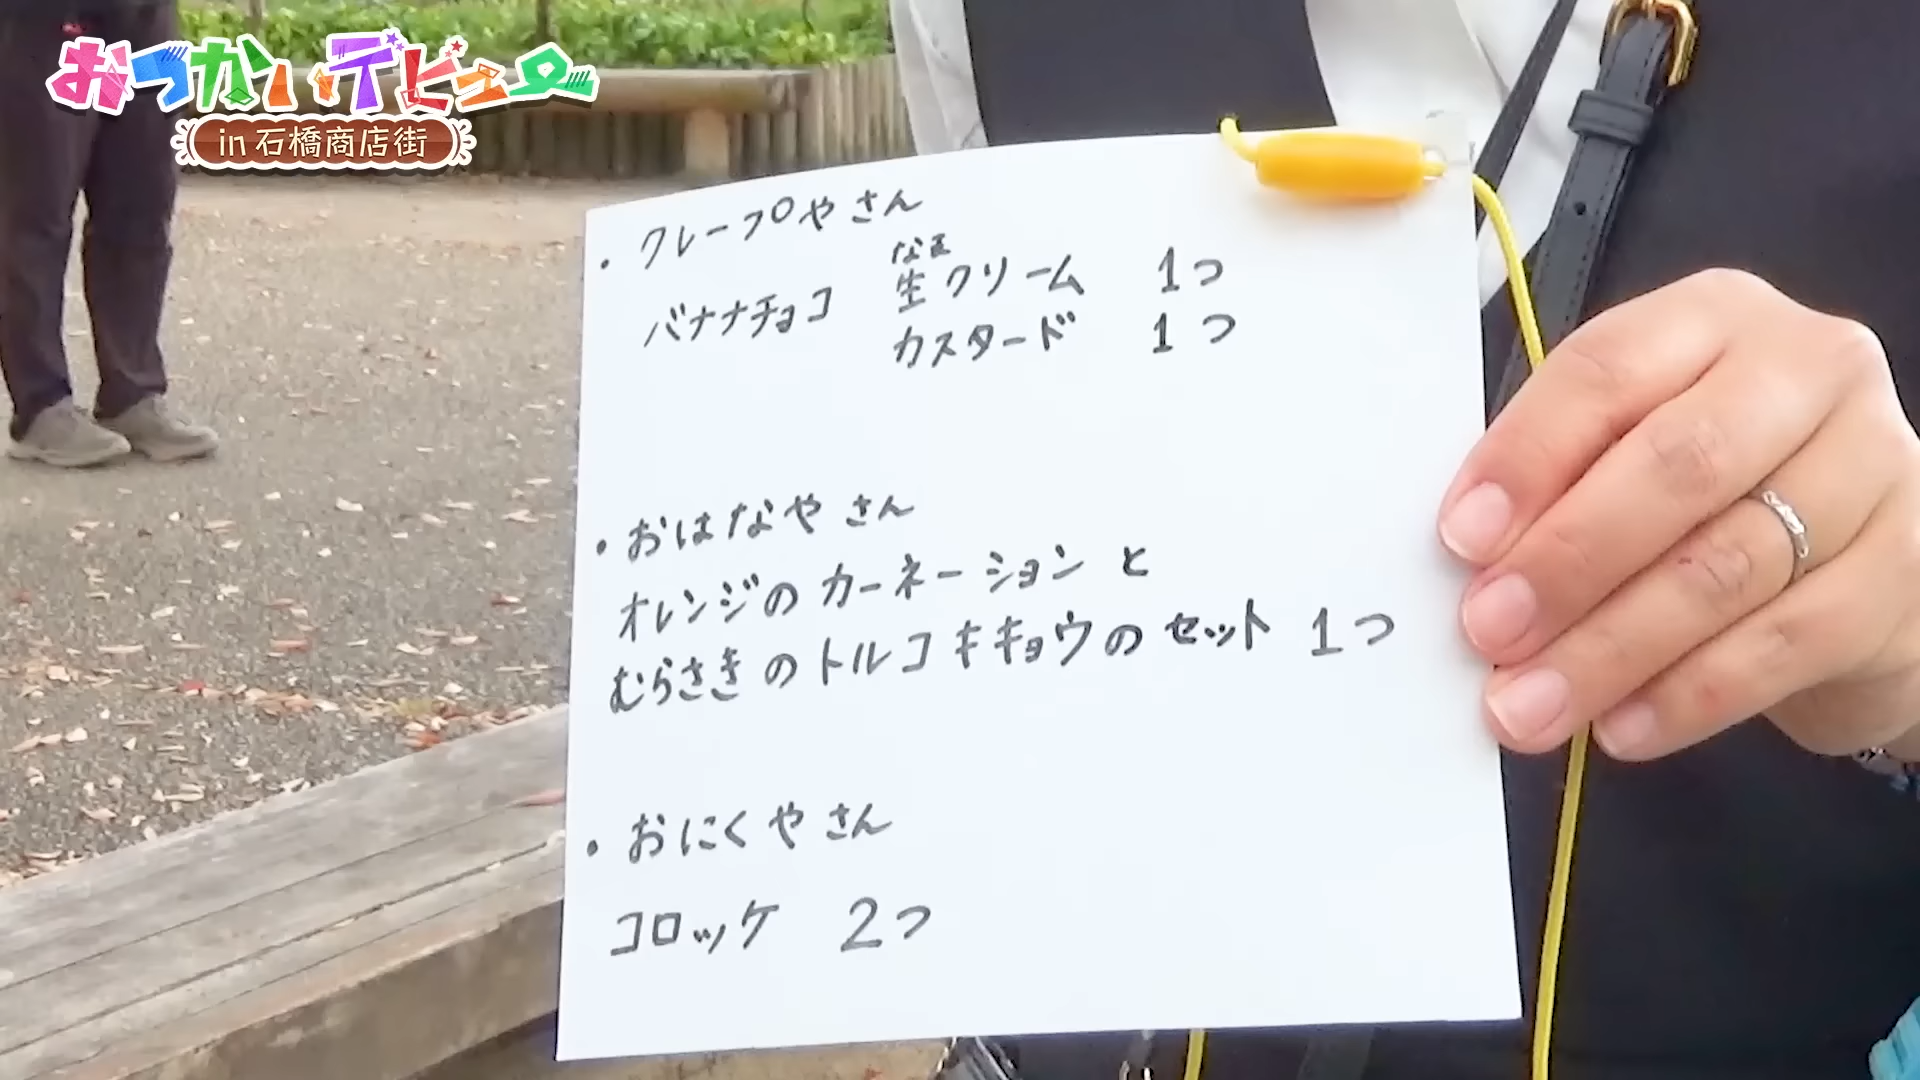 おつかいデビュー
in 石橋商店街
・クレープやさん
なま
バナナチョコ 生クリーム 1つ
カスタード 1つ
・おはなやさん
オレンジのカーネーションと
むらさきのトルコキキョウのセット 1つ
・おにくやさん
コロッケ 2つ